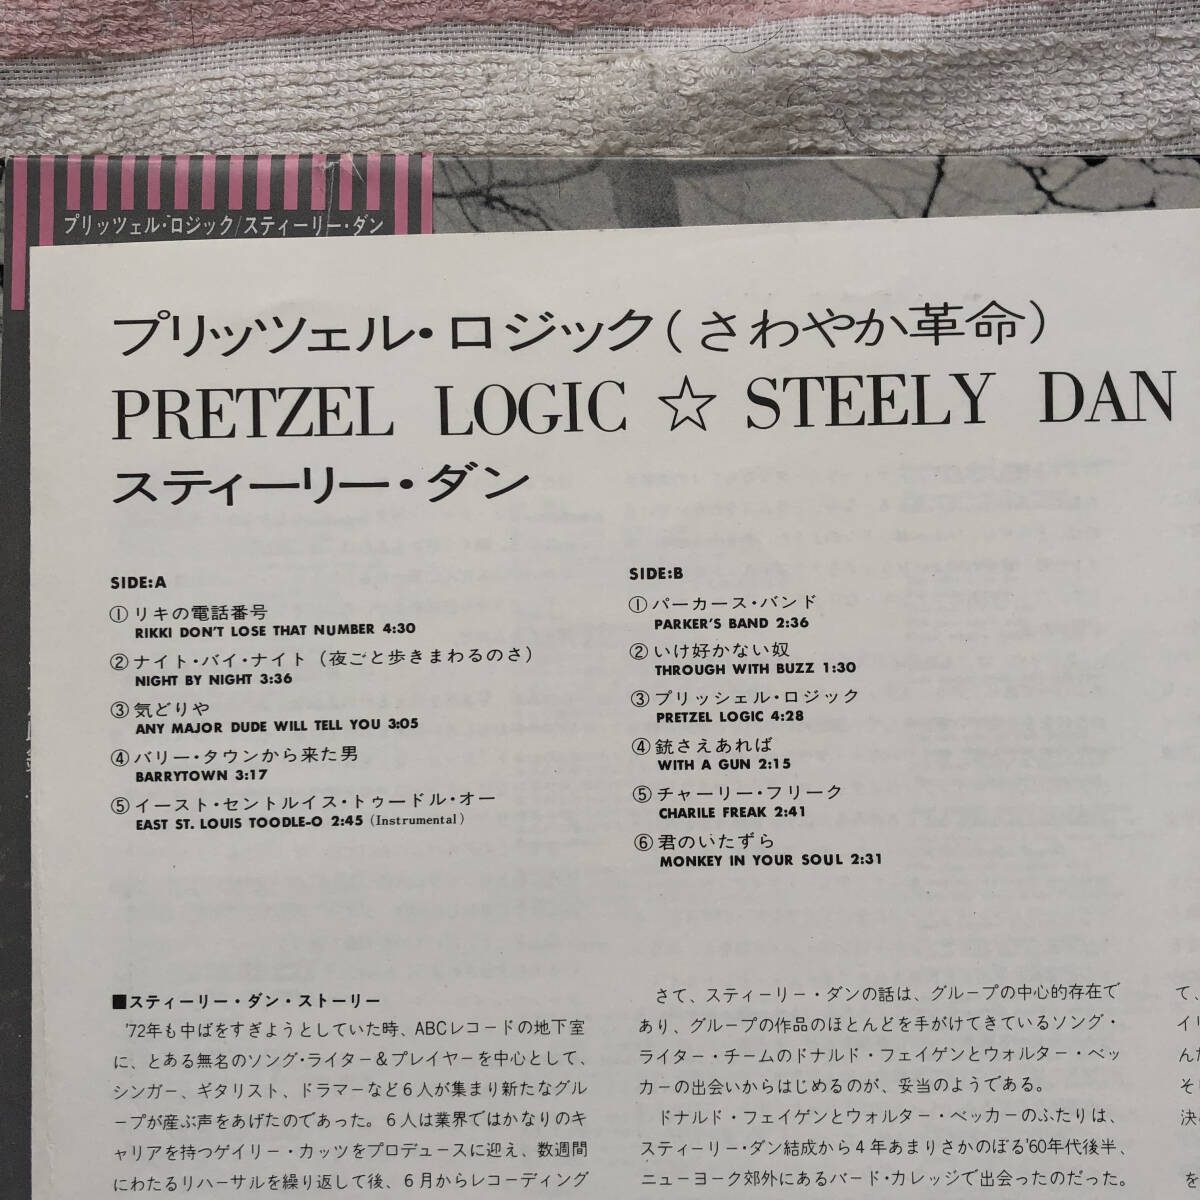 プリッツェル・ロジック/スティーリー・ダン
プリッツェル・ロジック(さわやか革命)
PRETZEL LOGIC ☆ STEELY DAN
スティーリー・ダン
SIDE:A
① リキの電話番号
RIKKI DON'T LOSE THAT NUMBER 4:30
② ナイト・バイ・ナイト(夜ごと歩きまわるのさ)
NIGHT BY NIGHT 3:36
③ 気どりや
ANY MAJOR DUDE WILL TELL YOU 3:05
④ バリー・タウンから来た男
BARRYTOWN 3:17
⑤ イースト・セントルイス・トゥードル・オー
EAST ST. LOUIS TOODLE-O 2:45 (Instrumental)
SIDE:B
① パーカース・バンド
PARKER'S BAND 2:36
② いけ好かない奴
THROUGH WITH BUZZ 1:30
③ プリッシェル・ロジック
PRETZEL LOGIC 4:28
④ 銃さえあれば
WITH A GUN 2:15
⑤ チャーリー・フリーク
CHARILE FREAK 2:41
⑥ 君のいたずら
MONKEY IN YOUR SOUL 2:31
■スティーリー・ダン・ストーリー
'72年も中ばをすぎようとしていた時、ABCレコードの地下室
に、とある無名のソング・ライター&プレイヤーを中心として、
シンガー、ギタリスト、ドラマーなど6人が集まり新たなグル
ープが産ぶ声をあげたのであった。6人は業界ではかなりのキ
ャリアを持つゲイリー・カッツをプロデュースに迎え、数週間
にわたるリハーサルを繰り返して後、6月からレコーディング
さて、スティーリー・ダンの話は、グループの中心的存在で
あり、グループの作品のほとんどを手がけてきているソング・
ライター・チームのドナルド・フェイゲンとウォルター・ベッ
カーの出会いからはじめるのが、妥当のようである。
ドナルド・フェイゲンとウォルター・ベッカーのふたりは、
スティーリー・ダン結成から4年あまりさかのぼる'60年代後半、
ニューヨーク郊外にあるバード・カレッジで出会ったのだった。
て、
イリ
んた
そし
を